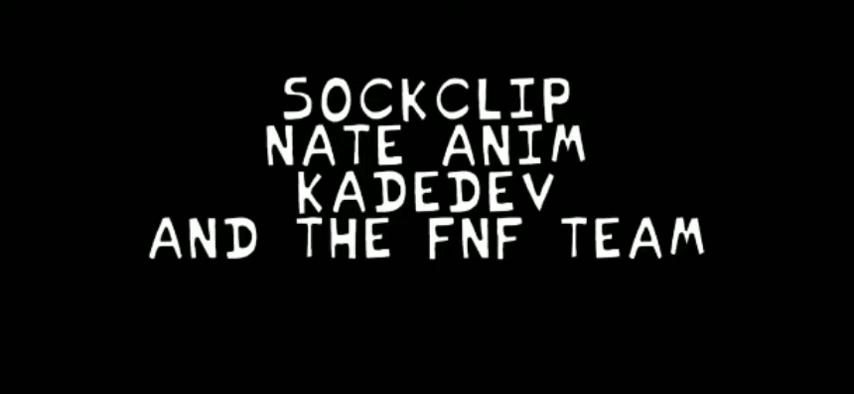 SOCKCLIP
NATE ANIM
KADEDEV
AND THE FNF TEAM